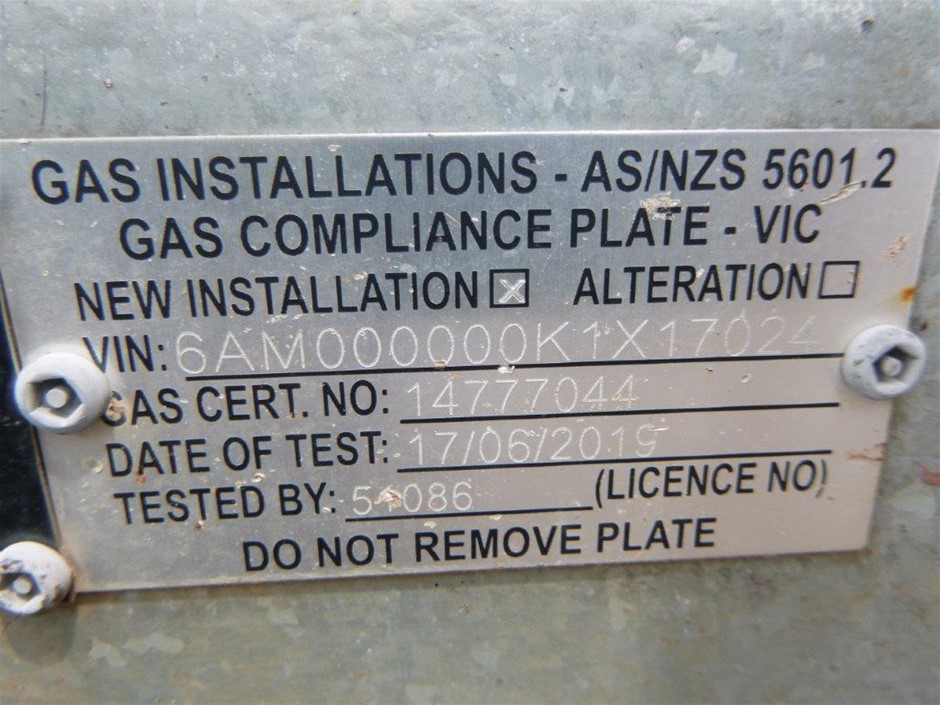 GAS INSTALLATIONS - AS/NZS 5601.2
GAS COMPLIANCE PLATE - VIC
NEW INSTALLATION ☒ ALTERATION ☐
VIN: 6AM000000K1X17024
GAS CERT. NO: 14777044
DATE OF TEST: 17/06/2019
TESTED BY: (LICENCE NO)
DO NOT REMOVE PLATE